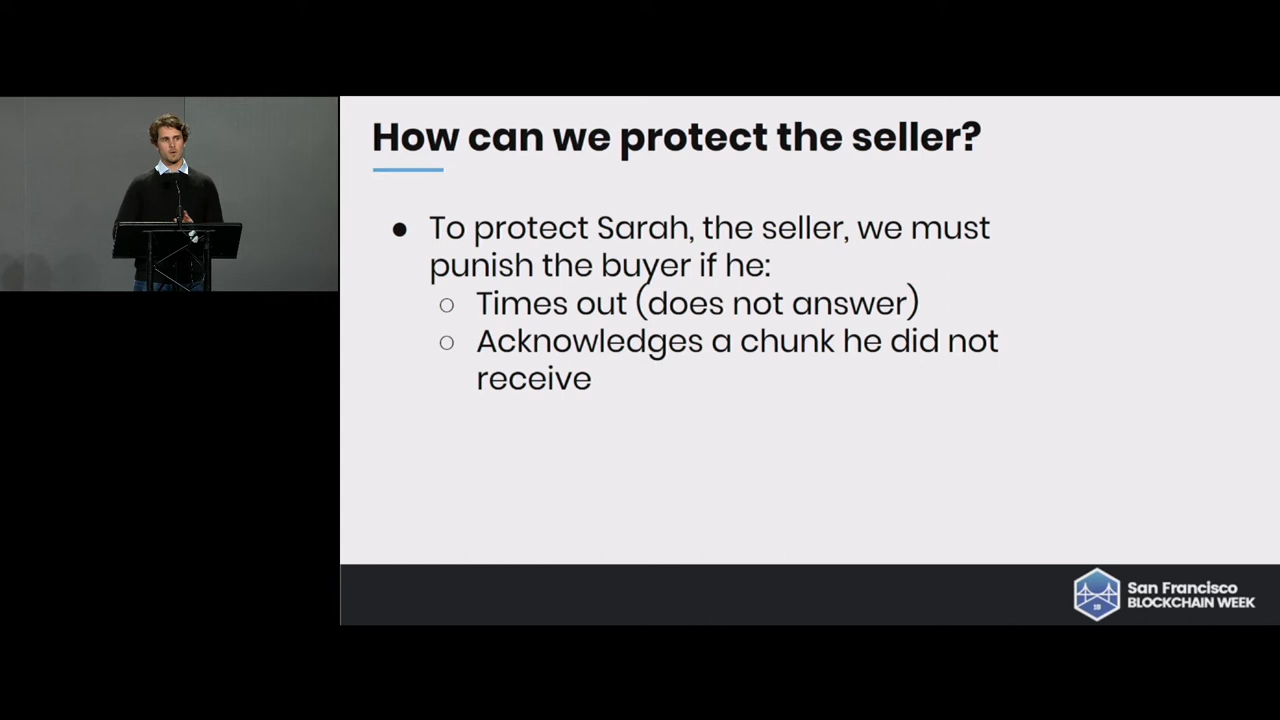 How can we protect the seller?
● To protect Sarah, the seller, we must
punish the buyer if he:
○ Times out (does not answer)
○ Acknowledges a chunk he did not
receive
18
San Francisco
BLOCKCHAIN WEEK